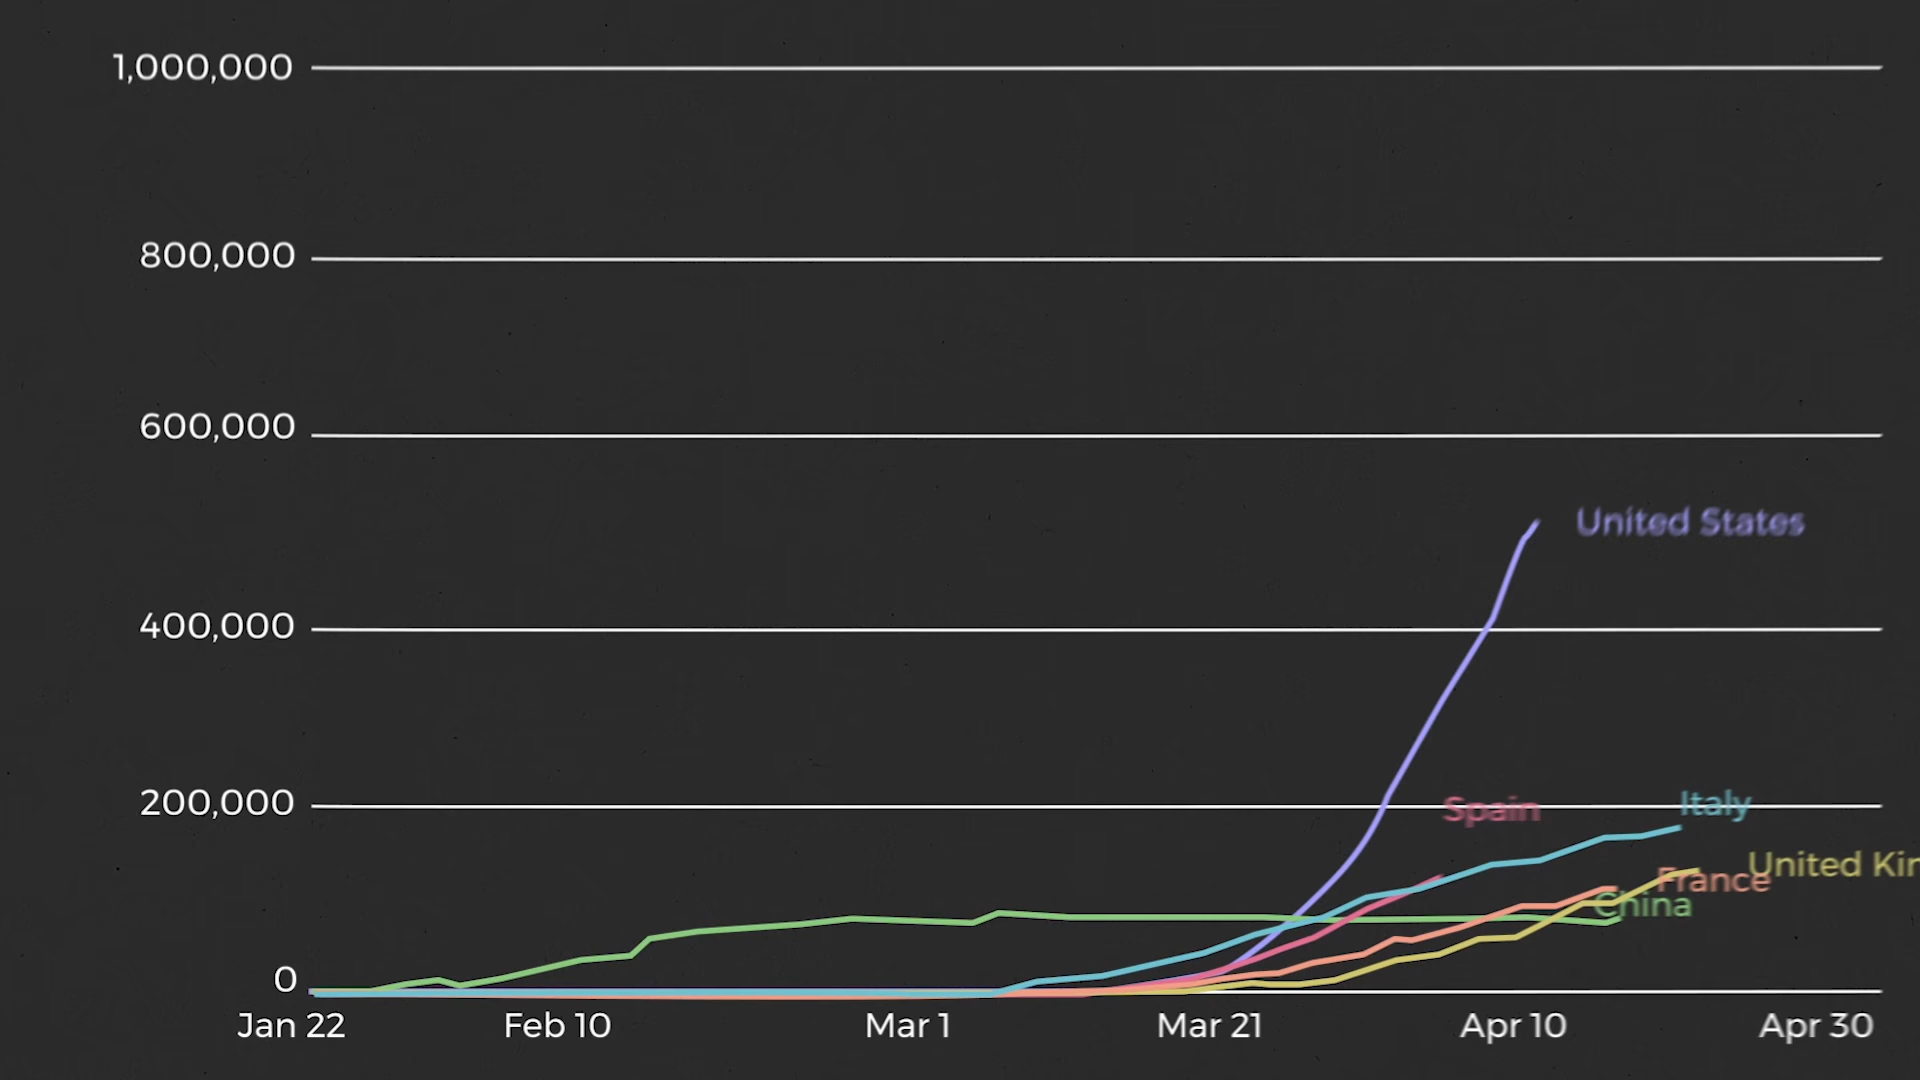 1,000,000
800,000
600,000
United States
400,000
200,000
Spain
Italy
United Kin
France
China
0
Jan 22 Feb 10 Mar 1 Mar 21 Apr 10 Apr 30